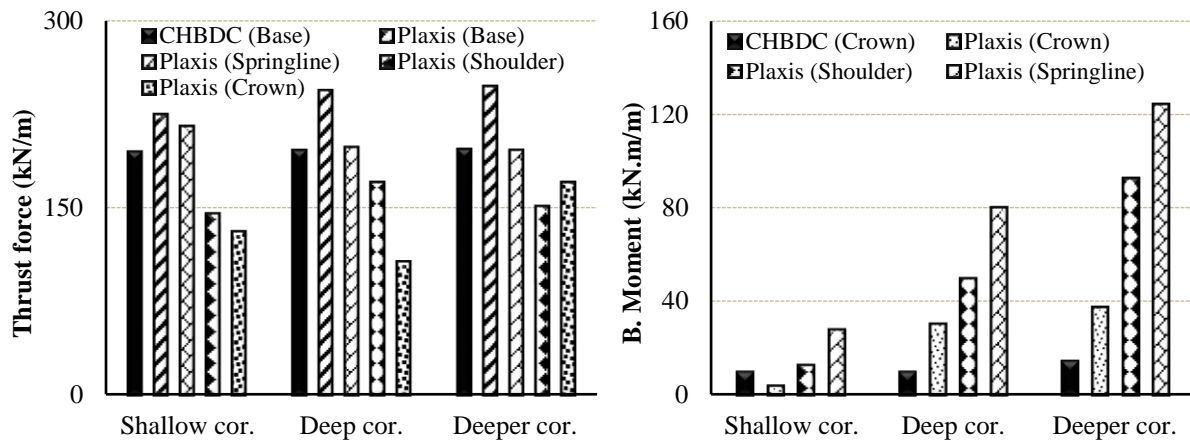 300
CHBDC (Base) Plaxis (Base)
Plaxis (Springline) Plaxis (Shoulder)
Plaxis (Crown)
150
0
Thrust force (kN/m)
Shallow cor. Deep cor. Deeper cor.
160
CHBDC (Crown) Plaxis (Crown)
Plaxis (Shoulder) Plaxis (Springline)
120
80
40
0
B. Moment (kN.m/m)
Shallow cor. Deep cor. Deeper cor.